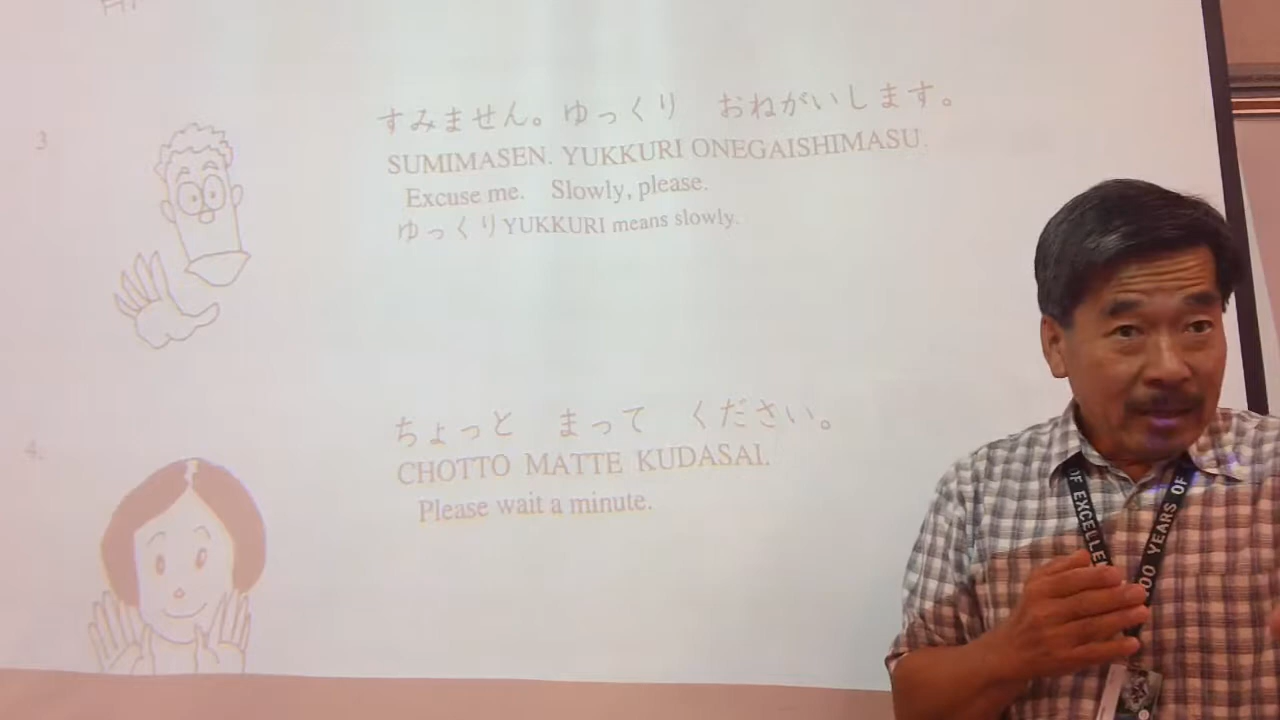 3
すみません。 ゆっくり おねがいします。
SUMIMASEN. YUKKURI ONEGAISHIMASU.
Excuse me. Slowly, please.
ゆっくり YUKKURI means slowly.
4.
ちょっと まって ください。
CHOTTO MATTE KUDASAI.
Please wait a minute.
OF EXCELLE
100 YEARS OF